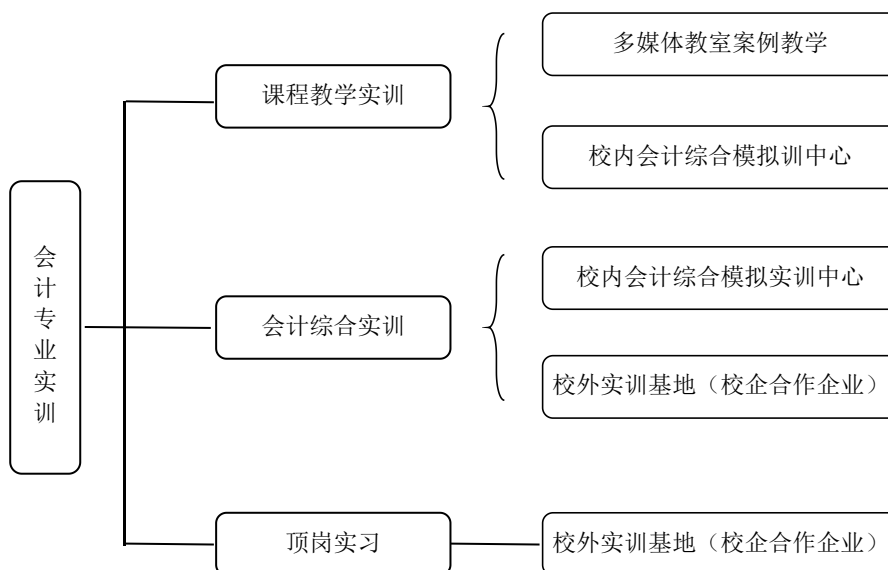 多媒体教室案例教学
课程教学实训
校内会计综合模拟训中心
会计专业实训
校内会计综合模拟实训中心
会计综合实训
校外实训基地（校企合作企业）
顶岗实习
校外实训基地（校企合作企业）